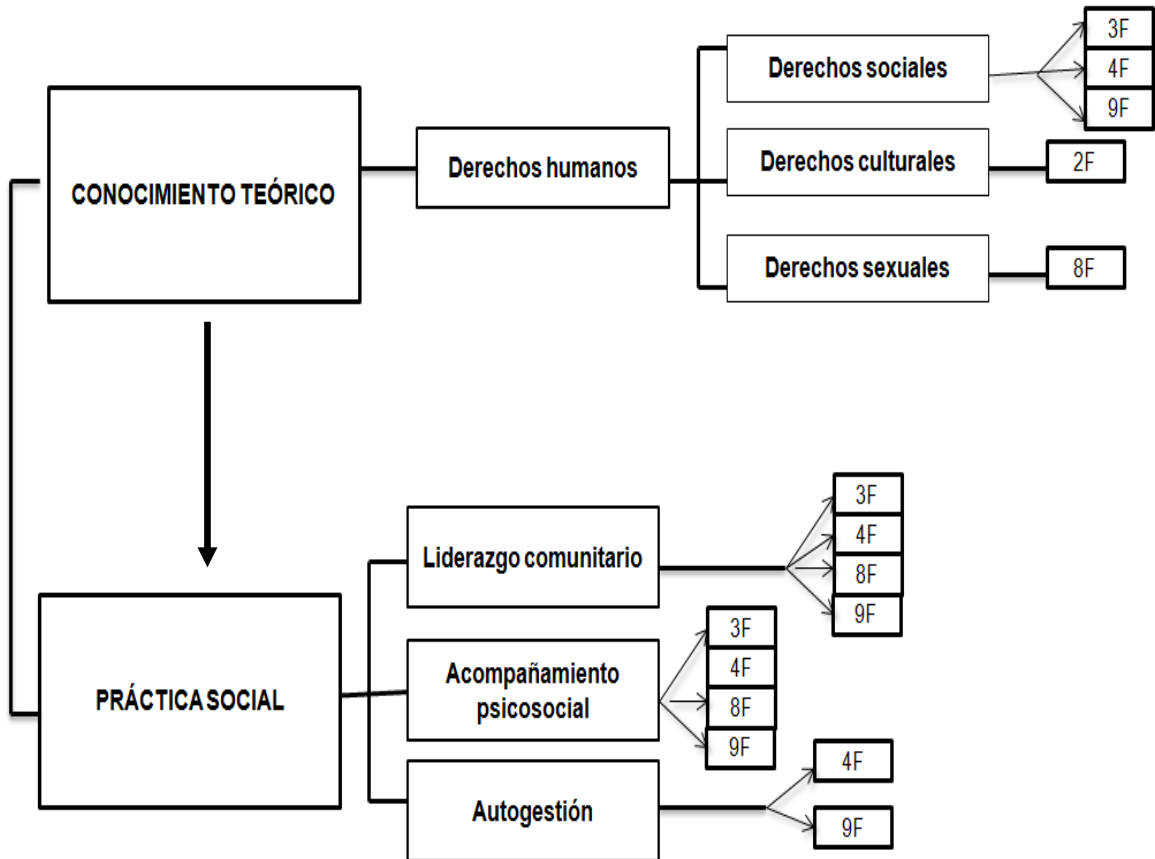 CONOCIMIENTO TEÓRICO
Derechos humanos
Derechos sociales
3F
4F
9F
Derechos culturales
2F
Derechos sexuales
8F
PRÁCTICA SOCIAL
Liderazgo comunitario
3F
4F
8F
9F
Acompañamiento
psicosocial
3F
4F
8F
9F
Autogestión
4F
9F